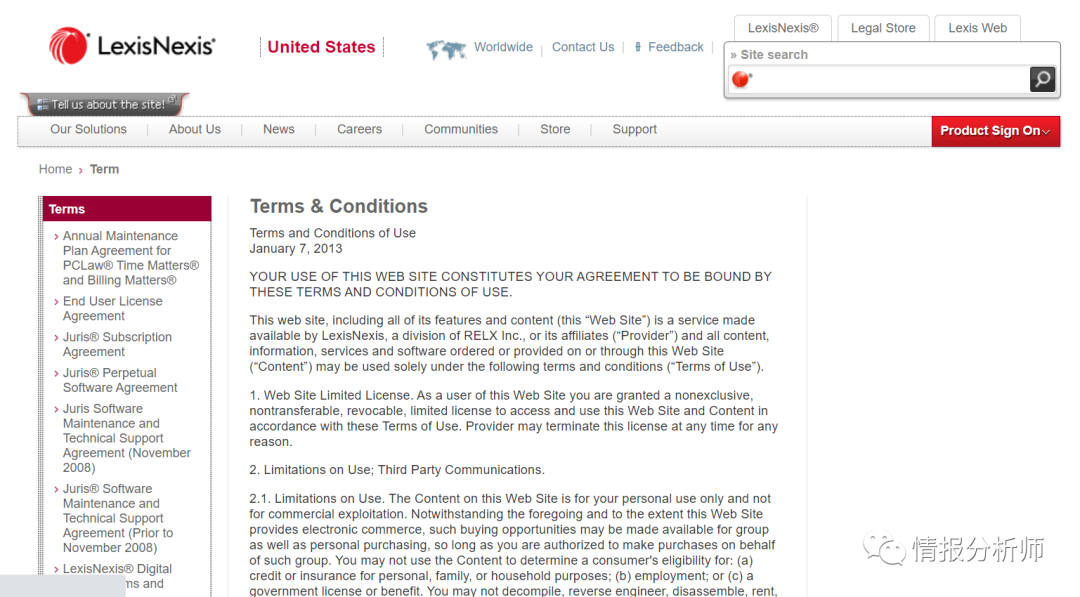 LexisNexis®
United States
Worldwide
Contact Us
Feedback
LexisNexis®
Legal Store
Lexis Web
» Site search
Tell us about the site!
Our Solutions
About Us
News
Careers
Communities
Store
Support
Product Sign On
Home › Term
Terms
› Annual Maintenance
Plan Agreement for
PCLaw® Time Matters®
and Billing Matters®
› End User License
Agreement
› Juris® Subscription
Agreement
› Juris® Perpetual
Software Agreement
› Juris Software
Maintenance and
Technical Support
Agreement (November
2008)
› Juris® Software
Maintenance and
Technical Support
Agreement (Prior to
November 2008)
› LexisNexis® Digital
and
Terms & Conditions
Terms and Conditions of Use
January 7, 2013
YOUR USE OF THIS WEB SITE CONSTITUTES YOUR AGREEMENT TO BE BOUND BY
THESE TERMS AND CONDITIONS OF USE.
This web site, including all of its features and content (this “Web Site”) is a service made
available by LexisNexis, a division of RELX Inc., or its affiliates (“Provider”) and all content,
information, services and software ordered or provided on or through this Web Site
(“Content”) may be used solely under the following terms and conditions (“Terms of Use”).
1. Web Site Limited License. As a user of this Web Site you are granted a nonexclusive,
nontransferable, revocable, limited license to access and use this Web Site and Content in
accordance with these Terms of Use. Provider may terminate this license at any time for any
reason.
2. Limitations on Use; Third Party Communications.
2.1. Limitations on Use. The Content on this Web Site is for your personal use only and not
for commercial exploitation. Notwithstanding the foregoing and to the extent this Web Site
provides electronic commerce, such buying opportunities may be made available for group
as well as personal purchasing, so long as you are authorized to make purchases on behalf
of such group. You may not use the Content to determine a consumer's eligibility for: (a)
credit or insurance for personal, family, or household purposes; (b) employment; or (c) a
government license or benefit. You may not decompile, reverse engineer, disassemble, rent,
情报分析师